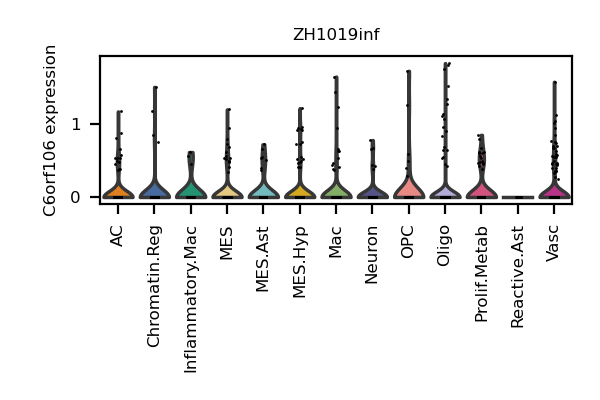 ZH1019inf
C6orf106 expression
1
0
AC
Chromatin.Reg
Inflammatory.Mac
MES
MES.Ast
MES.Hyp
Mac
Neuron
OPC
Oligo
Prolif.Metab
Reactive.Ast
Vasc